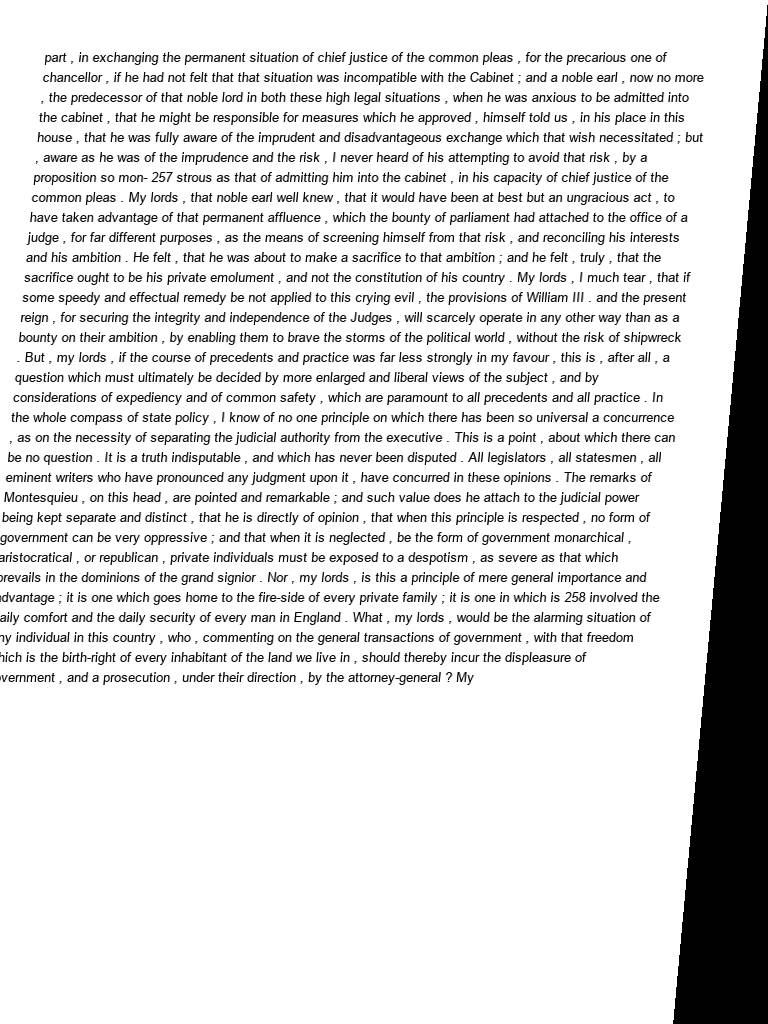 part , in exchanging the permanent situation of chief justice of the common pleas , for the precarious one of
chancellor , if he had not felt that that situation was incompatible with the Cabinet ; and a noble earl , now no more
, the predecessor of that noble lord in both these high legal situations , when he was anxious to be admitted into
the cabinet , that he might be responsible for measures which he approved , himself told us , in his place in this
house , that he was fully aware of the imprudent and disadvantageous exchange which that wish necessitated ; but
, aware as he was of the imprudence and the risk , I never heard of his attempting to avoid that risk , by a
proposition so mon- 257 strous as that of admitting him into the cabinet , in his capacity of chief justice of the
common pleas . My lords , that noble earl well knew , that it would have been at best but an ungracious act , to
have taken advantage of that permanent affluence , which the bounty of parliament had attached to the office of a
judge , for far different purposes , as the means of screening himself from that risk , and reconciling his interests
and his ambition . He felt , that he was about to make a sacrifice to that ambition ; and he felt , truly , that the
sacrifice ought to be his private emolument , and not the constitution of his country . My lords , I much tear , that if
some speedy and effectual remedy be not applied to this crying evil , the provisions of William III . and the present
reign , for securing the integrity and independence of the Judges , will scarcely operate in any other way than as a
bounty on their ambition , by enabling them to brave the storms of the political world , without the risk of shipwreck
. But , my lords , if the course of precedents and practice was far less strongly in my favour , this is , after all , a
question which must ultimately be decided by more enlarged and liberal views of the subject , and by
considerations of expediency and of common safety , which are paramount to all precedents and all practice . In
the whole compass of state policy , I know of no one principle on which there has been so universal a concurrence
, as on the necessity of separating the judicial authority from the executive . This is a point , about which there can
be no question . It is a truth indisputable , and which has never been disputed . All legislators , all statesmen , all
eminent writers who have pronounced any judgment upon it , have concurred in these opinions . The remarks of
Montesquieu , on this head , are pointed and remarkable ; and such value does he attach to the judicial power
being kept separate and distinct , that he is directly of opinion , that when this principle is respected , no form of
government can be very oppressive ; and that when it is neglected , be the form of government monarchical ,
aristocratical , or republican , private individuals must be exposed to a despotism , as severe as that which
prevails in the dominions of the grand signior . Nor , my lords , is this a principle of mere general importance and
advantage ; it is one which goes home to the fire-side of every private family ; it is one in which is 258 involved the
aily comfort and the daily security of every man in England . What , my lords , would be the alarming situation of
ny individual in this country , who , commenting on the general transactions of government , with that freedom
hich is the birth-right of every inhabitant of the land we live in , should thereby incur the displeasure of
vernment , and a prosecution , under their direction , by the attorney-general ? My